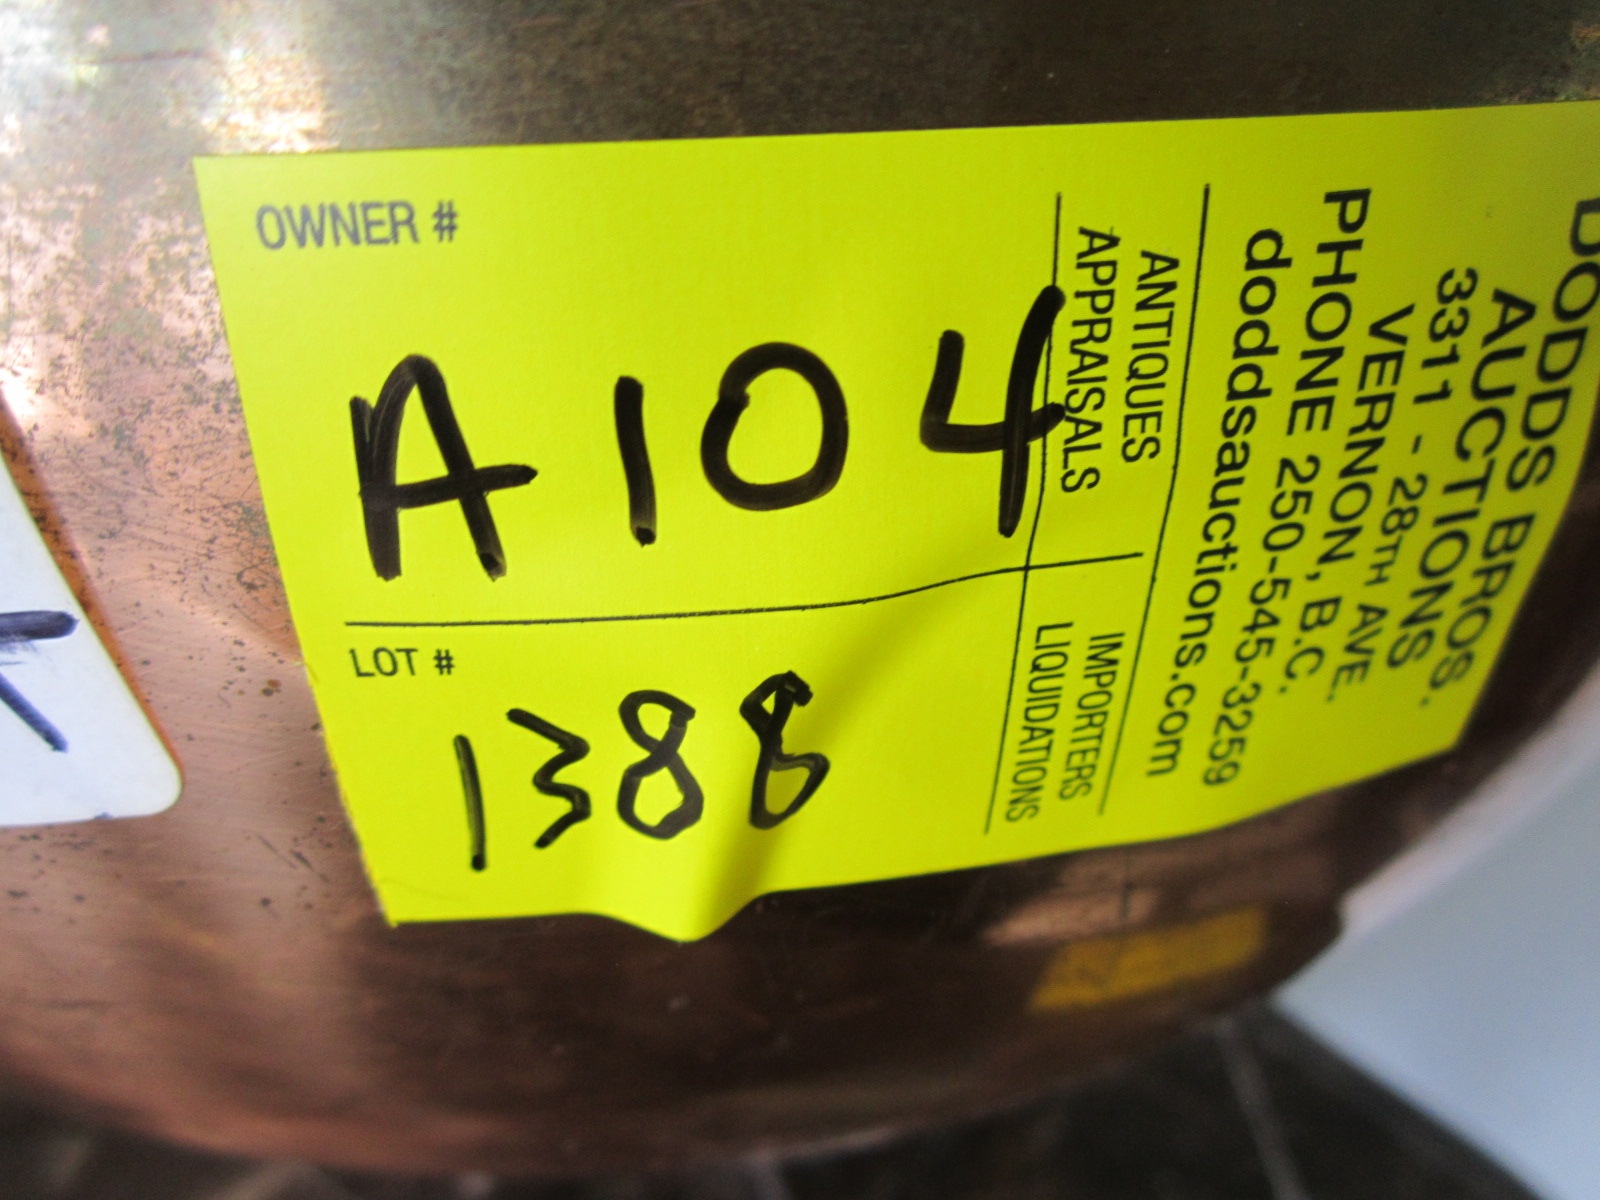 OWNER #
A104
LOT #
1388
DODDS BROS.
AUCTIONS
3311 - 28TH AVE.
VERNON, B.C.
PHONE 250-545-3259
doddsauctions.com
ANTIQUES
APPRAISALS
IMPORTERS
LIQUIDATIONS